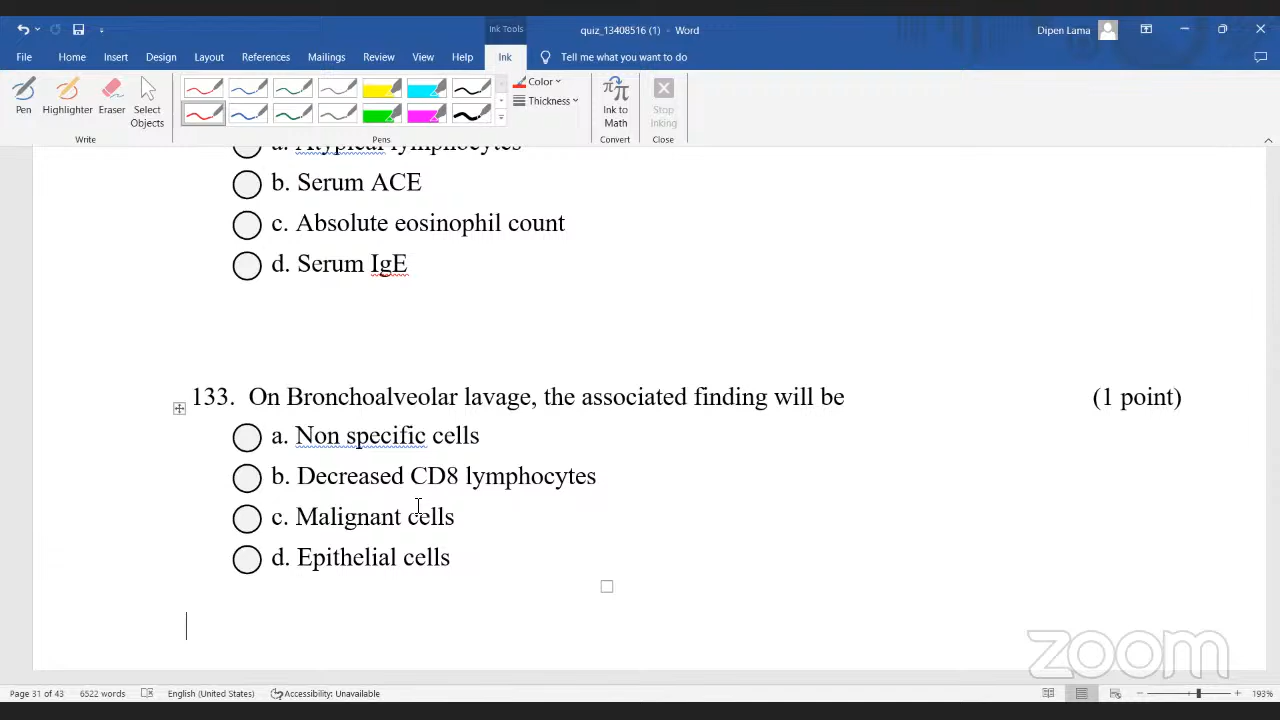 Ink Tools
quiz_13408516 (1) - Word
Dipen Lama
File Home Insert Design Layout References Mailings Review View Help Ink Tell me what you want to do
Pen Highlighter Eraser Select Objects
Color
Thickness
Ink to Math
Stop Inking
Write Pens Convert Close
a. Atypical lymphocytes
b. Serum ACE
c. Absolute eosinophil count
d. Serum IgE
133. On Bronchoalveolar lavage, the associated finding will be (1 point)
a. Non specific cells
b. Decreased CD8 lymphocytes
c. Malignant cells
d. Epithelial cells
zoom
Page 31 of 43 6522 words English (United States) Accessibility: Unavailable 193%